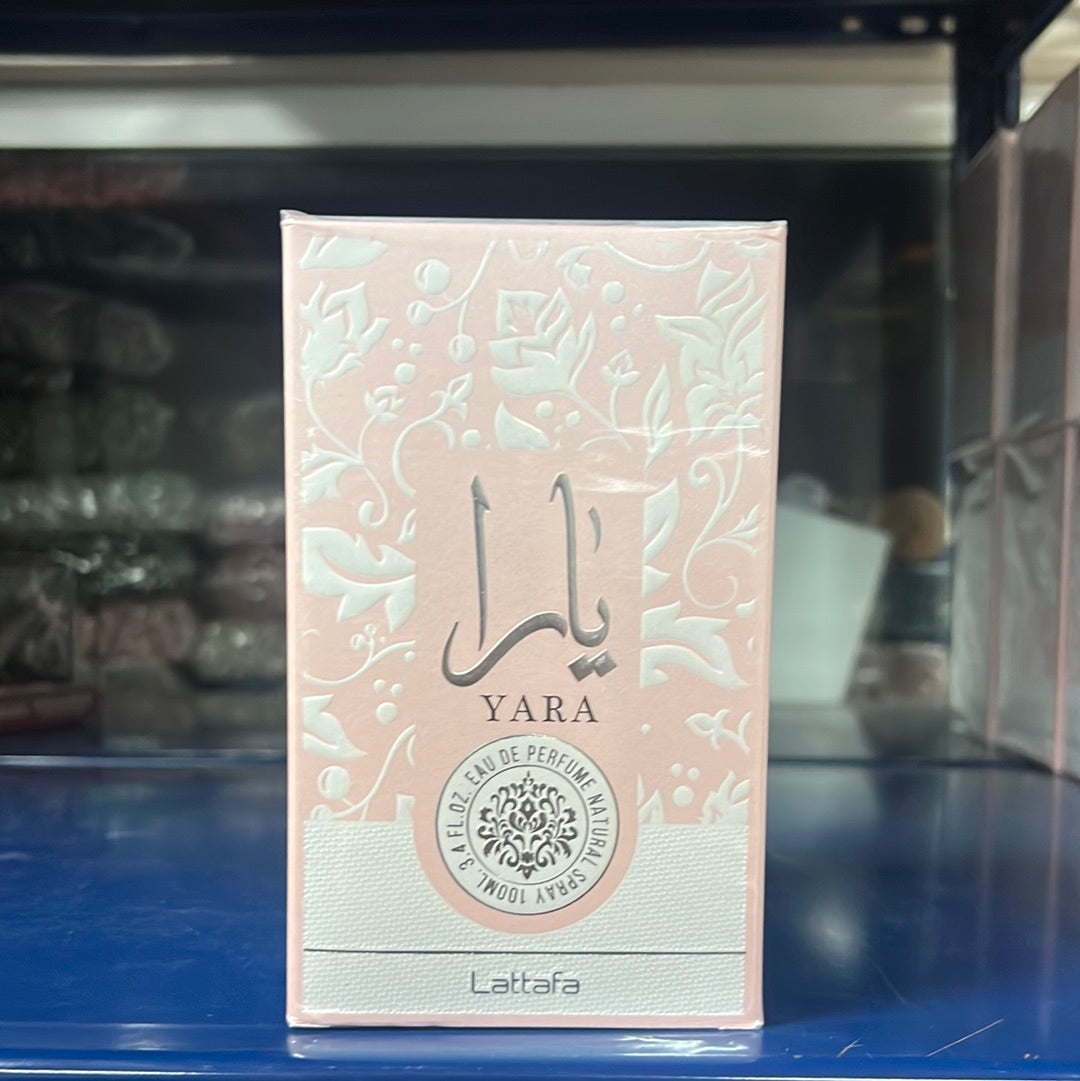 يارا
YARA
EAU DE PERFUME NATURAL SPRAY 100ML. 3.4 FL.OZ.
Lattafa